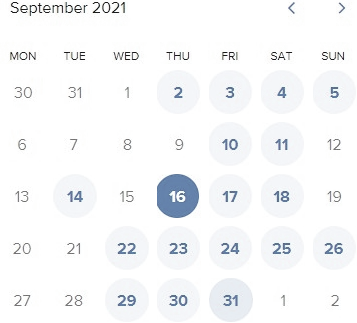 September 2021
MON TUE WED THU FRI SAT SUN
30 31 1 2 3 4 5
6 7 8 9 10 11 12
13 14 15 16 17 18 19
20 21 22 23 24 25 26
27 28 29 30 31 1 2